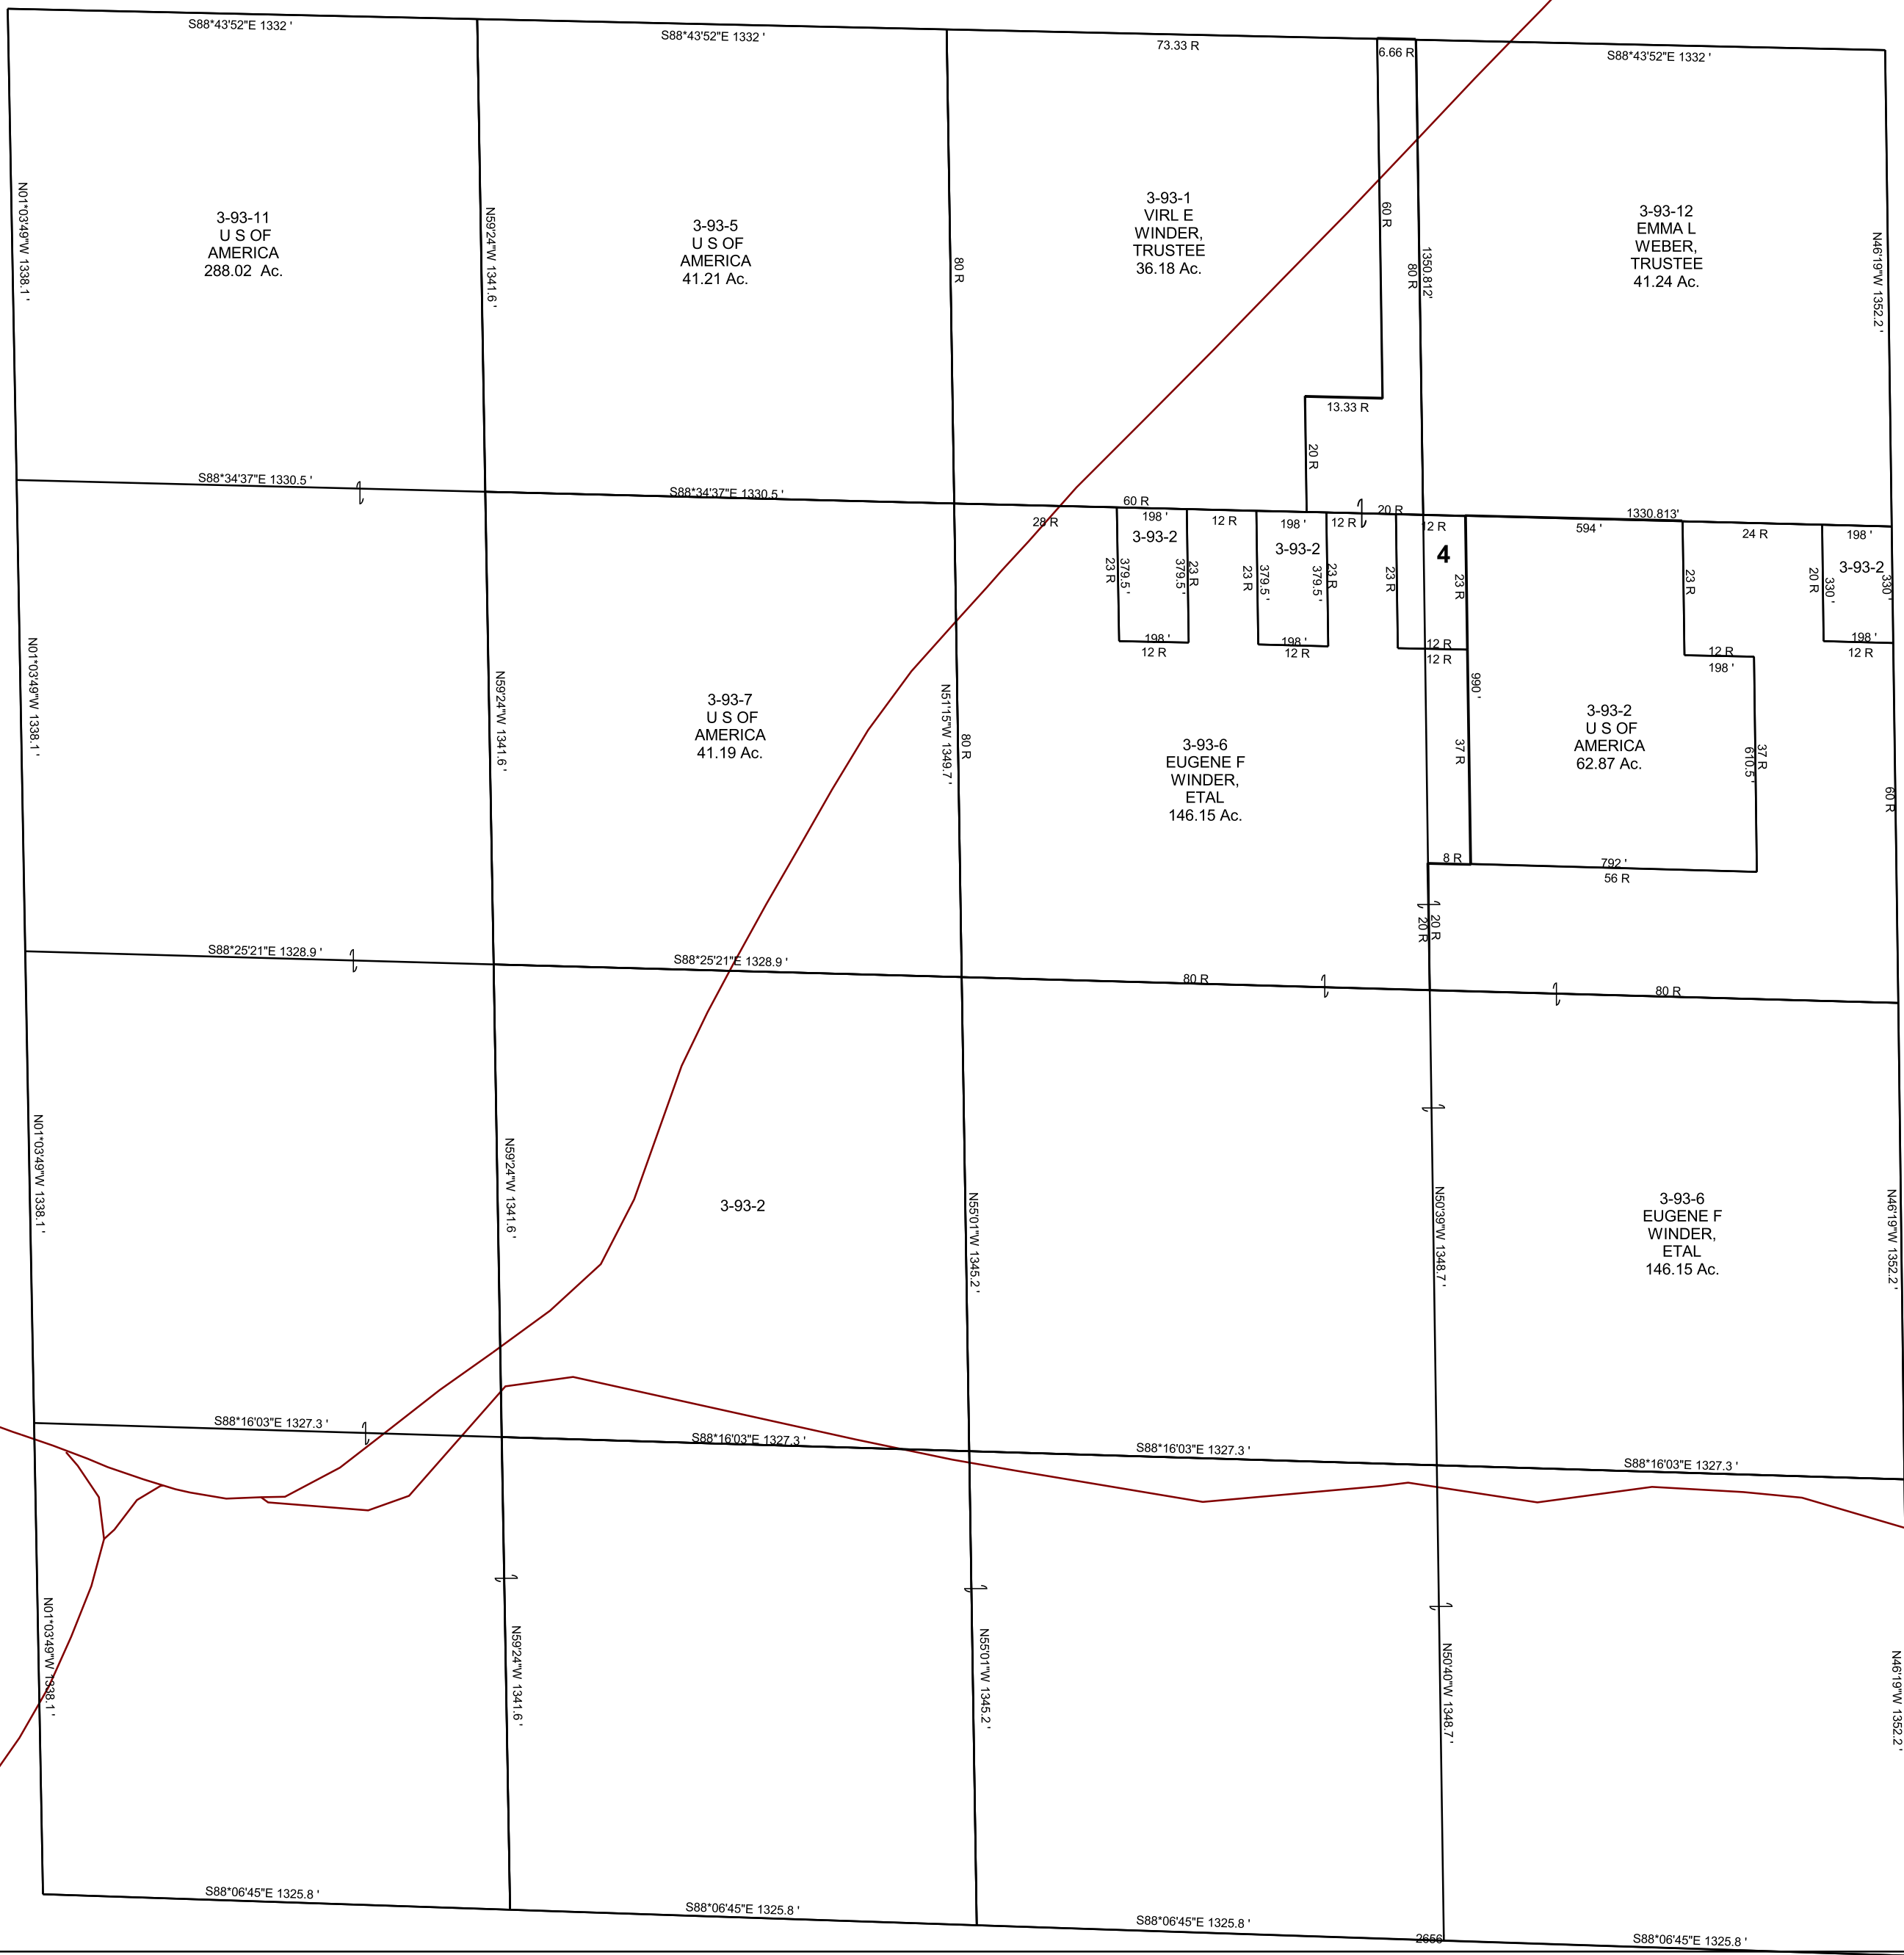 S88*43'52"E 1332 '
S88*43'52"E 1332 '
73.33 R
6.66 R
S88*43'52"E 1332 '
N01*03'49"W 1338.1 '
3-93-11
U S OF
AMERICA
288.02 Ac.
N59'24"W 1341.6 '
3-93-5
U S OF
AMERICA
41.21 Ac.
80 R
3-93-1
VIRL E
WINDER,
TRUSTEE
36.18 Ac.
60 R
80 R
1350.812'
3-93-12
EMMA L
WEBER,
TRUSTEE
41.24 Ac.
N46'19"W 1352.2 '
13.33 R
20 R
S88*34'37"E 1330.5 '
S88*34'37"E 1330.5 '
60 R
28 R
198 '
12 R
198 '
12 R
20 R
12 R
594 '
1330.813'
24 R
198 '
3-93-2
3-93-2
4
3-93-2
23 R
379.5 '
379.5 '
23 R
23 R
379.5 '
379.5 '
23 R
23 R
23 R
23 R
20 R
330 '
330 '
198 '
12 R
198 '
12 R
12 R
12 R
12 R
198 '
198 '
12 R
N01*03'49"W 1338.1 '
N59'24"W 1341.6 '
3-93-7
U S OF
AMERICA
41.19 Ac.
N51'15"W 1349.7 '
80 R
3-93-6
EUGENE F
WINDER,
ETAL
146.15 Ac.
37 R
990 '
3-93-2
U S OF
AMERICA
62.87 Ac.
610.5 '
37 R
60 R
8 R
792 '
56 R
20 R
20 R
S88*25'21"E 1328.9 '
S88*25'21"E 1328.9 '
80 R
80 R
N01*03'49"W 1338.1 '
N59'24"W 1341.6 '
3-93-2
N55'01"W 1345.2 '
N50'39"W 1348.7 '
3-93-6
EUGENE F
WINDER,
ETAL
146.15 Ac.
N46'19"W 1352.2 '
S88*16'03"E 1327.3 '
S88*16'03"E 1327.3 '
S88*16'03"E 1327.3 '
S88*16'03"E 1327.3 '
N01*03'49"W 1338.1 '
N59'24"W 1341.6 '
N55'01"W 1345.2 '
N50'40"W 1348.7 '
N46'19"W 1352.2 '
S88*06'45"E 1325.8 '
S88*06'45"E 1325.8 '
S88*06'45"E 1325.8 '
2656
S88*06'45"E 1325.8 '